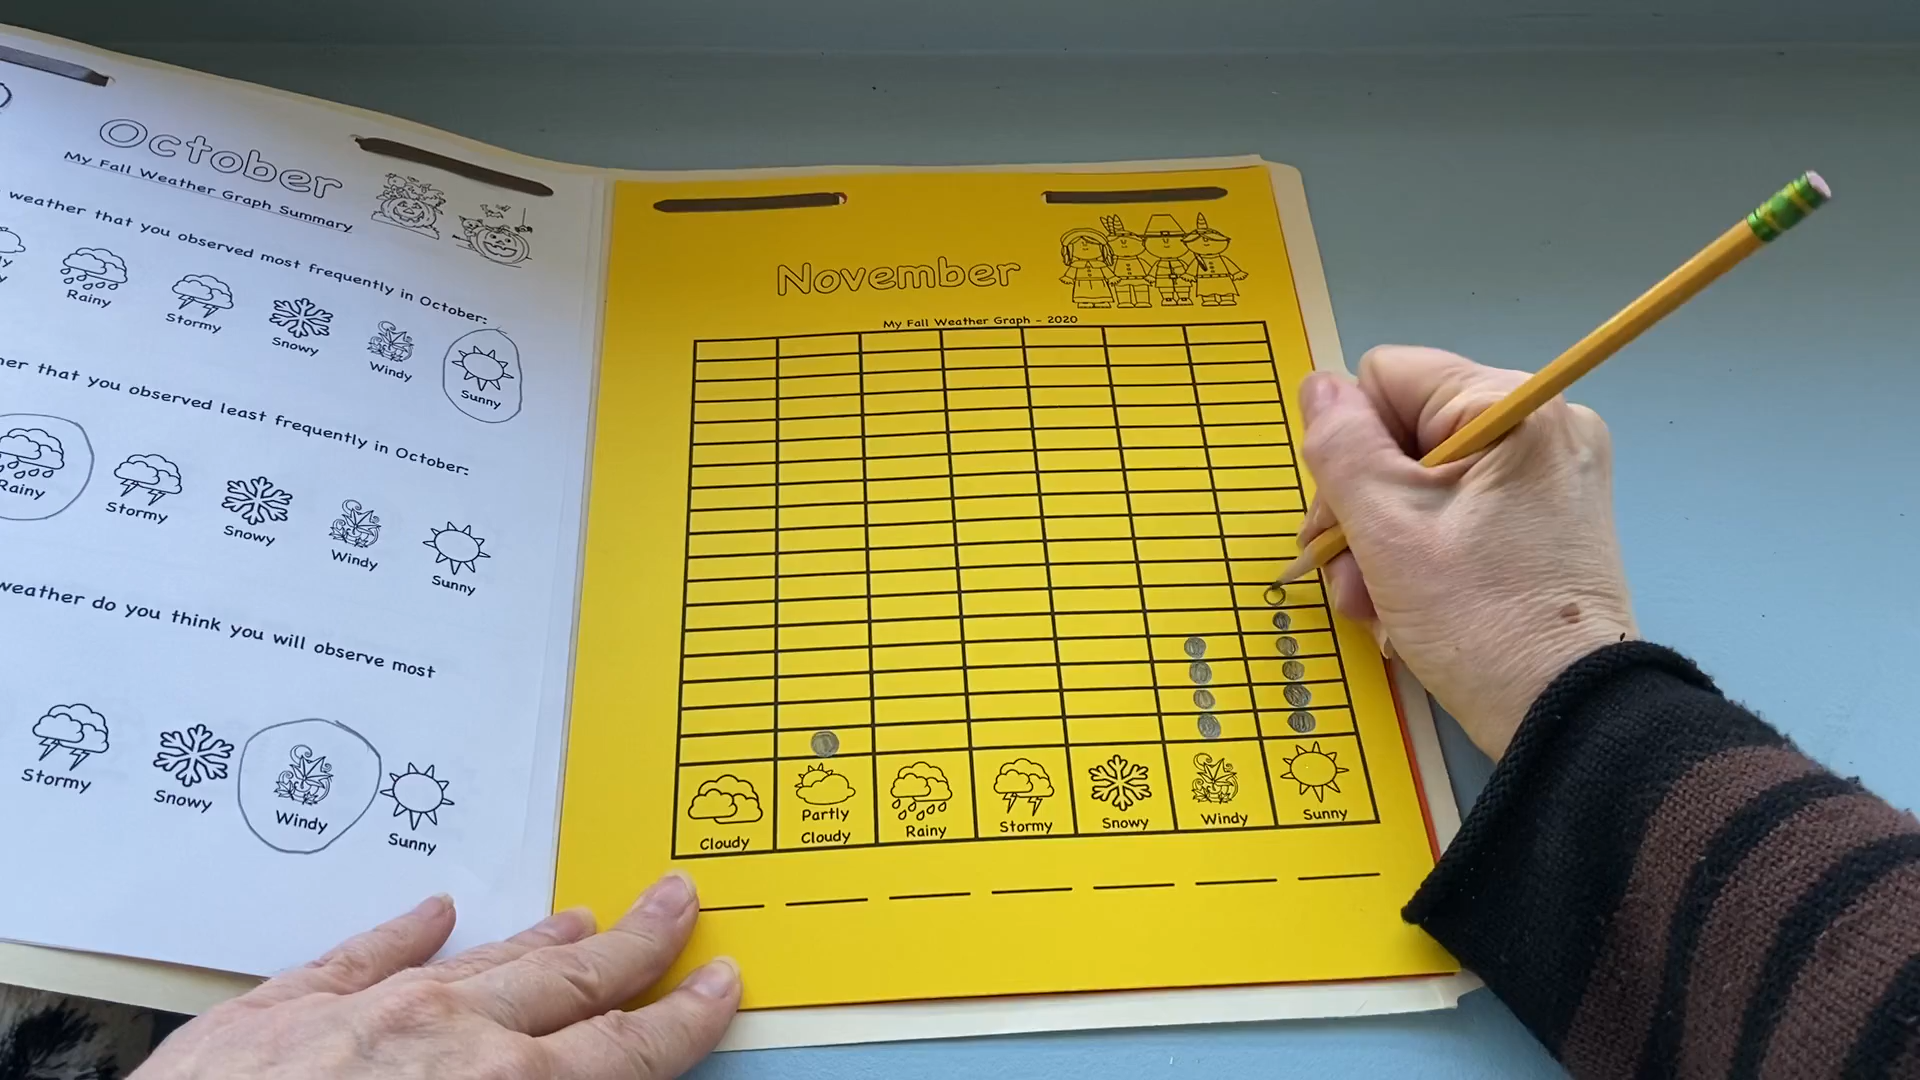 October
My Fall Weather Graph Summary
weather that you observed most frequently in October:
Rainy Stormy Snowy Windy Sunny
that you observed least frequently in October:
Rainy Stormy Snowy Windy Sunny
weather do you think you will observe most
Stormy Snowy Windy Sunny
November
My Fall Weather Graph - 2020
Cloudy Partly Cloudy Rainy Stormy Snowy Windy Sunny